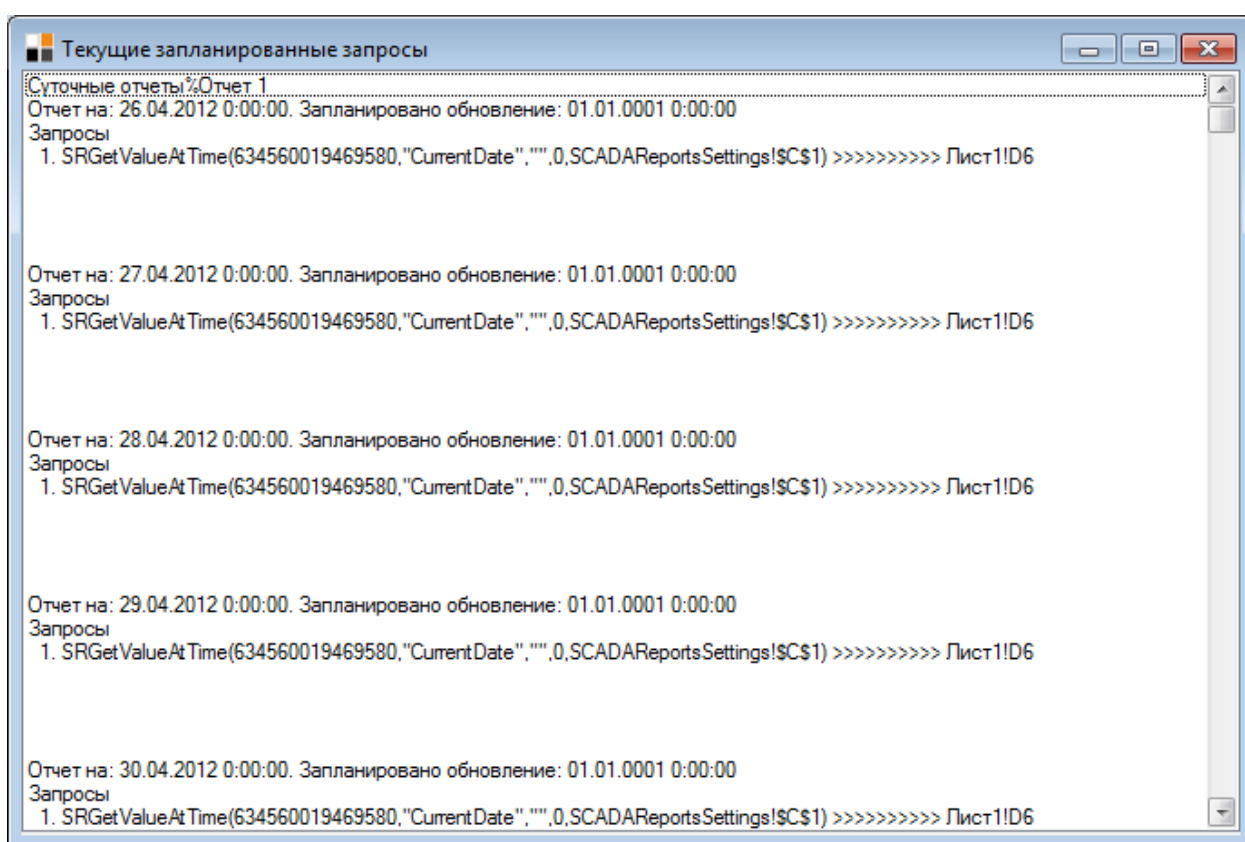 Текущие запланированные запросы
Суточные отчеты%Отчет 1
Отчет на: 26.04.2012 0:00:00. Запланировано обновление: 01.01.0001 0:00:00
Запросы
1. SRGetValueAtTime(634560019469580,"CurrentDate","",0,SCADAReportsSettings!$C$1) >>>>>>>>>> Лист1!D6
Отчет на: 27.04.2012 0:00:00. Запланировано обновление: 01.01.0001 0:00:00
Запросы
1. SRGetValueAtTime(634560019469580,"CurrentDate","",0,SCADAReportsSettings!$C$1) >>>>>>>>>> Лист1!D6
Отчет на: 28.04.2012 0:00:00. Запланировано обновление: 01.01.0001 0:00:00
Запросы
1. SRGetValueAtTime(634560019469580,"CurrentDate","",0,SCADAReportsSettings!$C$1) >>>>>>>>>> Лист1!D6
Отчет на: 29.04.2012 0:00:00. Запланировано обновление: 01.01.0001 0:00:00
Запросы
1. SRGetValueAtTime(634560019469580,"CurrentDate","",0,SCADAReportsSettings!$C$1) >>>>>>>>>> Лист1!D6
Отчет на: 30.04.2012 0:00:00. Запланировано обновление: 01.01.0001 0:00:00
Запросы
1. SRGetValueAtTime(634560019469580,"CurrentDate","",0,SCADAReportsSettings!$C$1) >>>>>>>>>> Лист1!D6